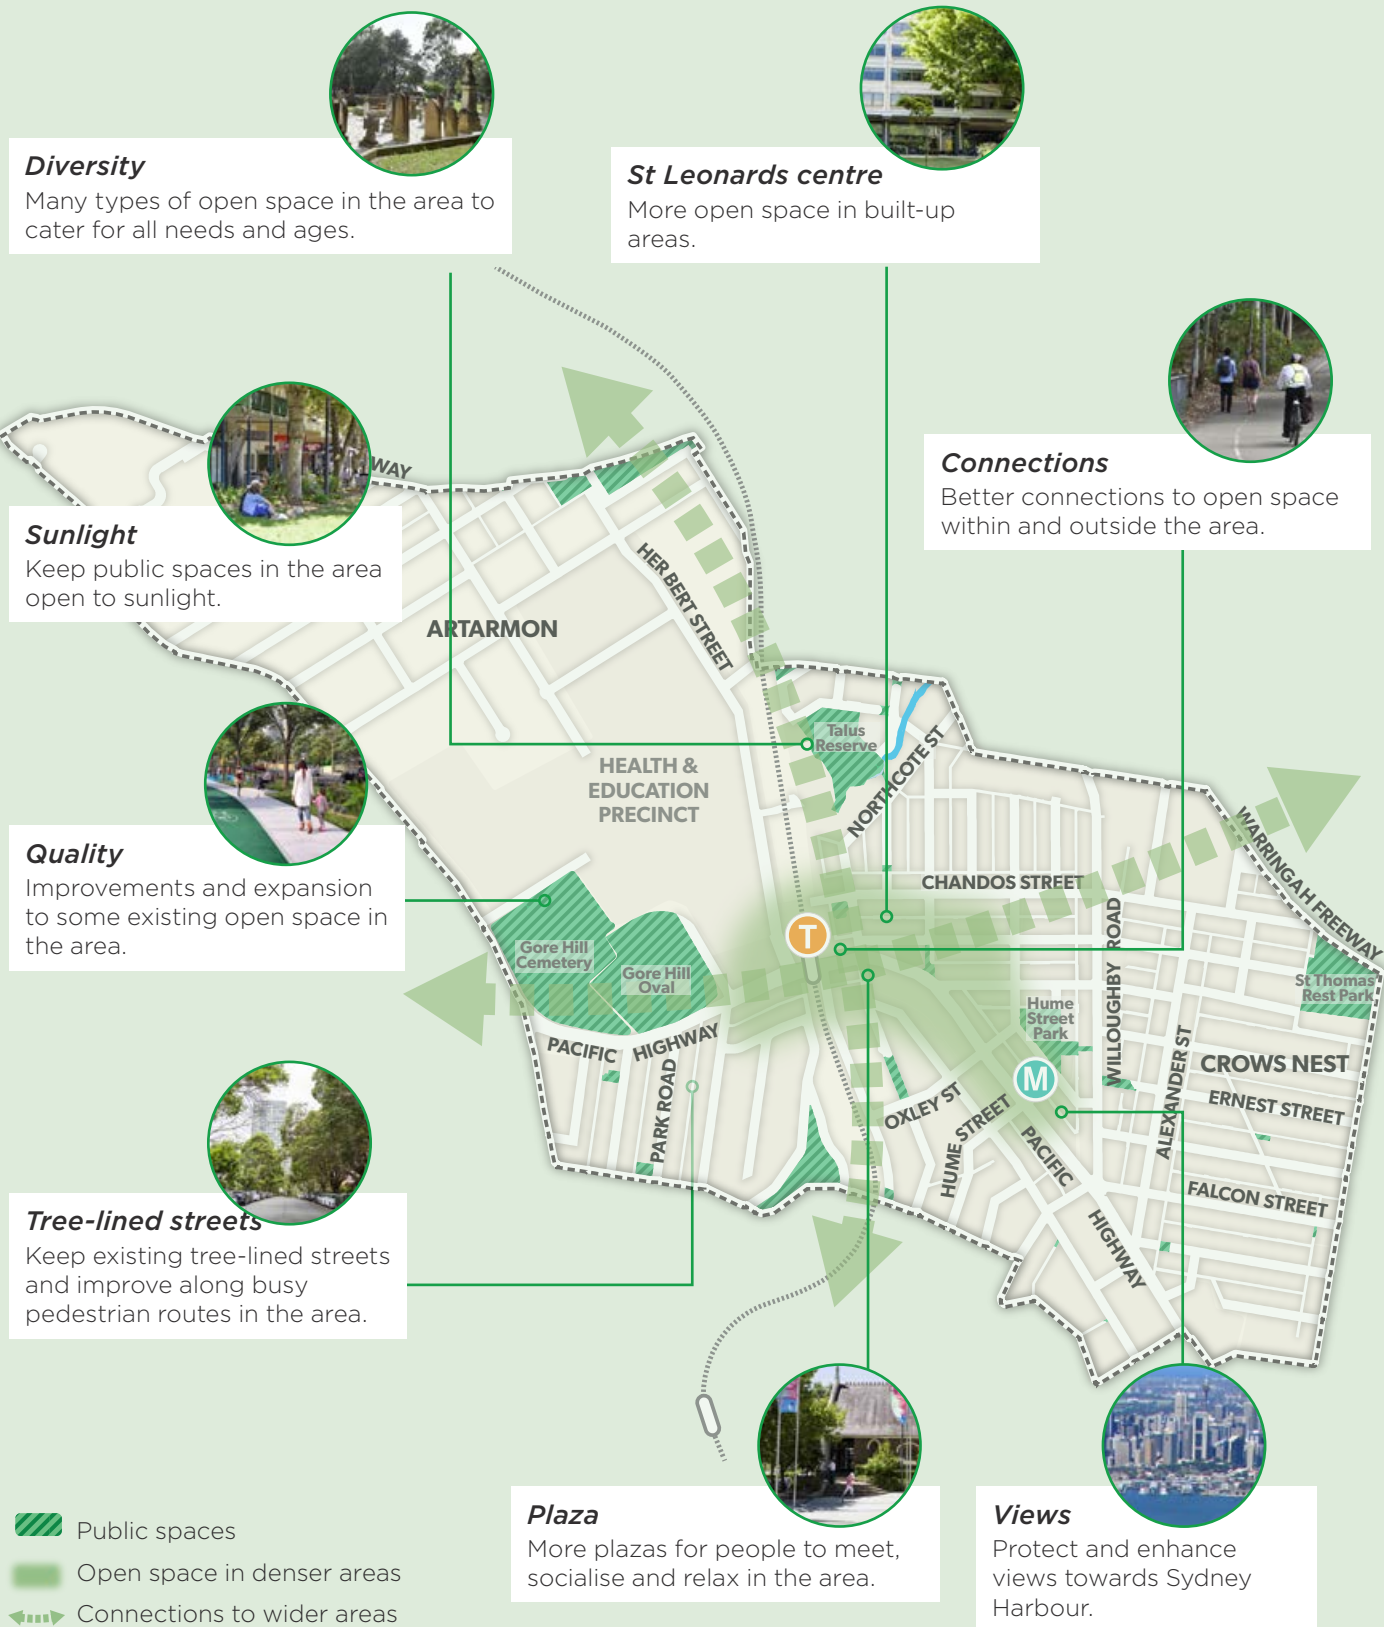 Diversity
Many types of open space in the area to
cater for all needs and ages.
St Leonards centre
More open space in built-up
areas.
Connections
Better connections to open space
within and outside the area.
WAY
Sunlight
Keep public spaces in the area
open to sunlight.
HERBERT STREET
ARTARMON
Talus
Reserve
NORTHCOTE ST
HEALTH &
EDUCATION
PRECINCT
WARRINGAH FREEWAY
Quality
Improvements and expansion
to some existing open space in
the area.
CHANDOS STREET
T
WILLOUGHBY ROAD
Gore Hill
Cemetery
Gore Hill
Oval
St Thomas
Rest Park
Hume
Street
Park
PACIFIC HIGHWAY
PARK ROAD
M
CROWS NEST
ALEXANDER ST
ERNEST STREET
OXLEY ST
HUME STREET
PACIFIC HIGHWAY
FALCON STREET
Tree-lined streets
Keep existing tree-lined streets
and improve along busy
pedestrian routes in the area.
Plaza
More plazas for people to meet,
socialise and relax in the area.
Views
Protect and enhance
views towards Sydney
Harbour.
Public spaces
Open space in denser areas
Connections to wider areas